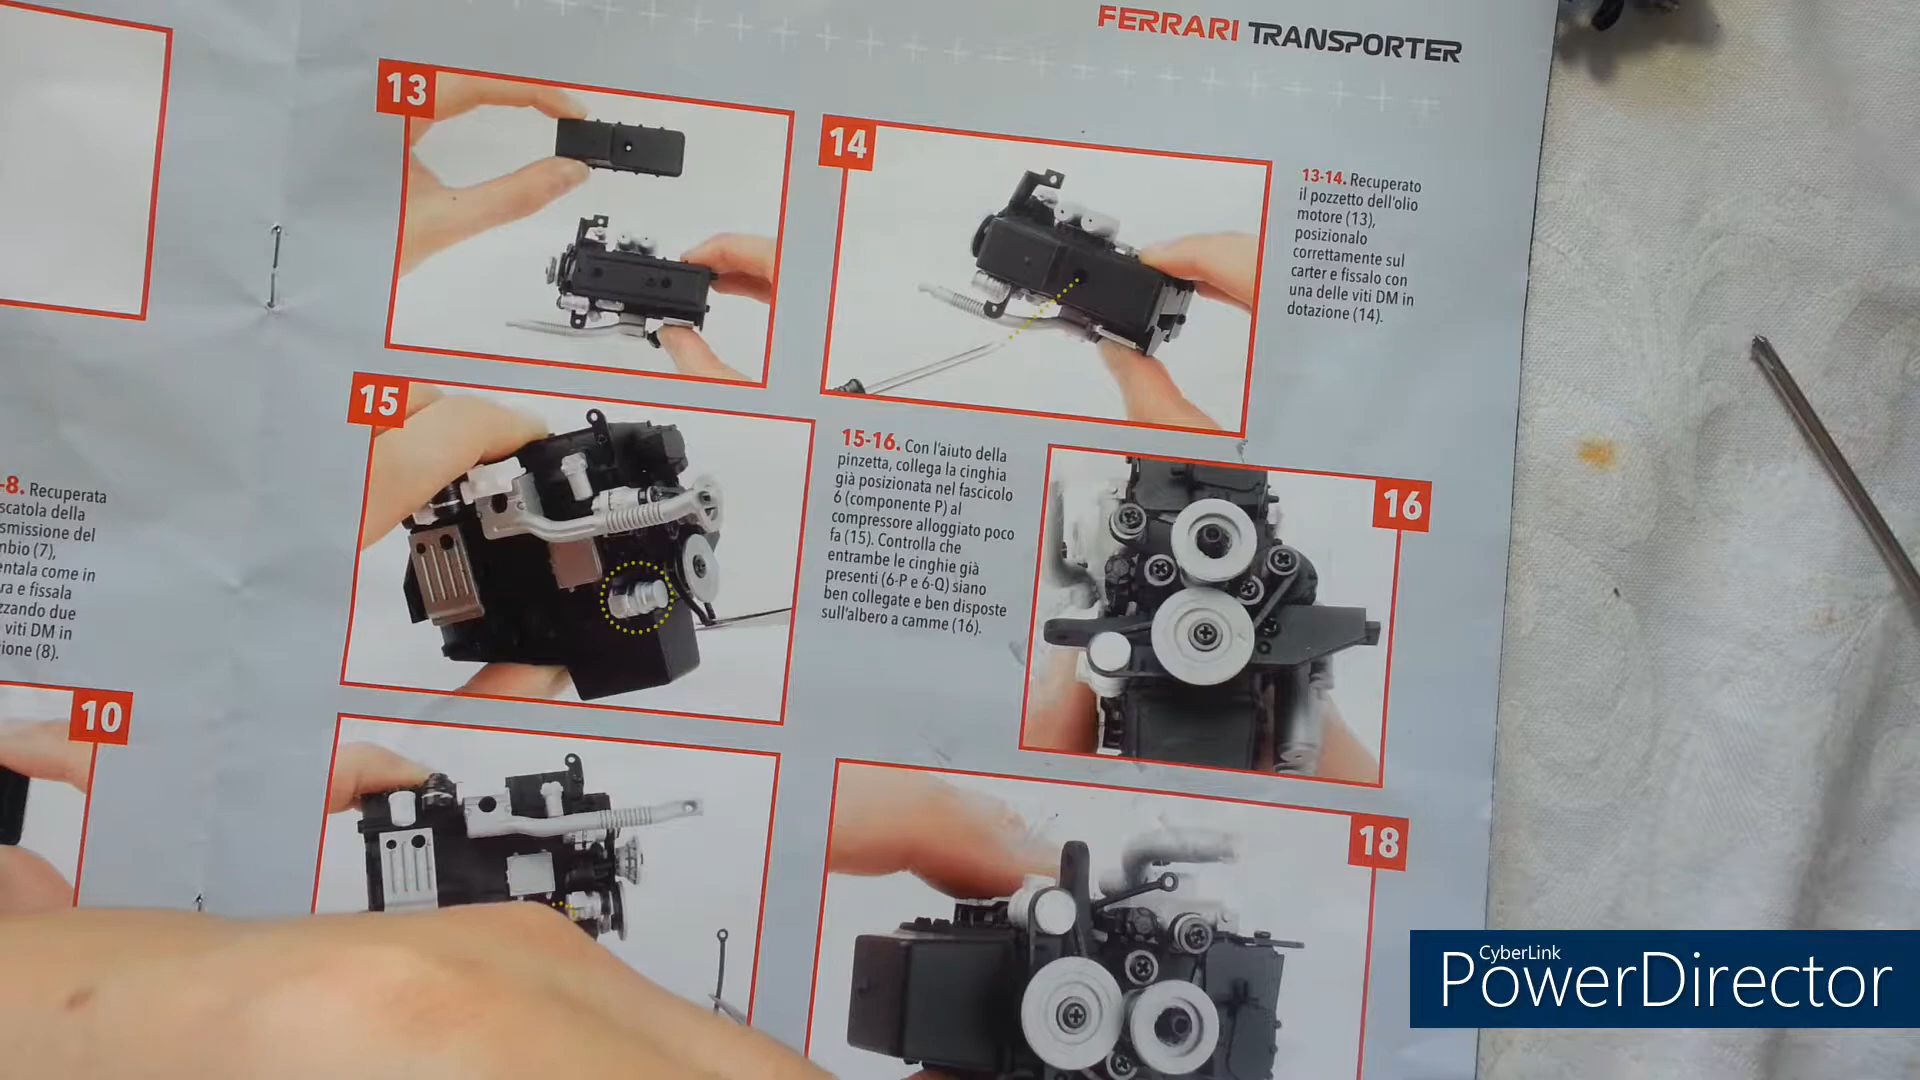 FERRARI TRANSPORTER
13
14
13-14. Recuperato
il pozzetto dell'olio
motore (13),
posizionalo
correttamente sul
carter e fissalo con
una delle viti DM in
dotazione (14).
15
15-16. Con l'aiuto della
pinzetta, collega la cinghia
già posizionata nel fascicolo
6 (componente P) al
compressore alloggiato poco
fa (15). Controlla che
entrambe le cinghie già
presenti (6-P e 6-Q) siano
ben collegate e ben disposte
sull'albero a camme (16).
16
-8. Recuperata
scatola della
smissione del
nbio (7),
entala come in
ra e fissala
zzando due
viti DM in
zione (8).
10
18
CyberLink
PowerDirector